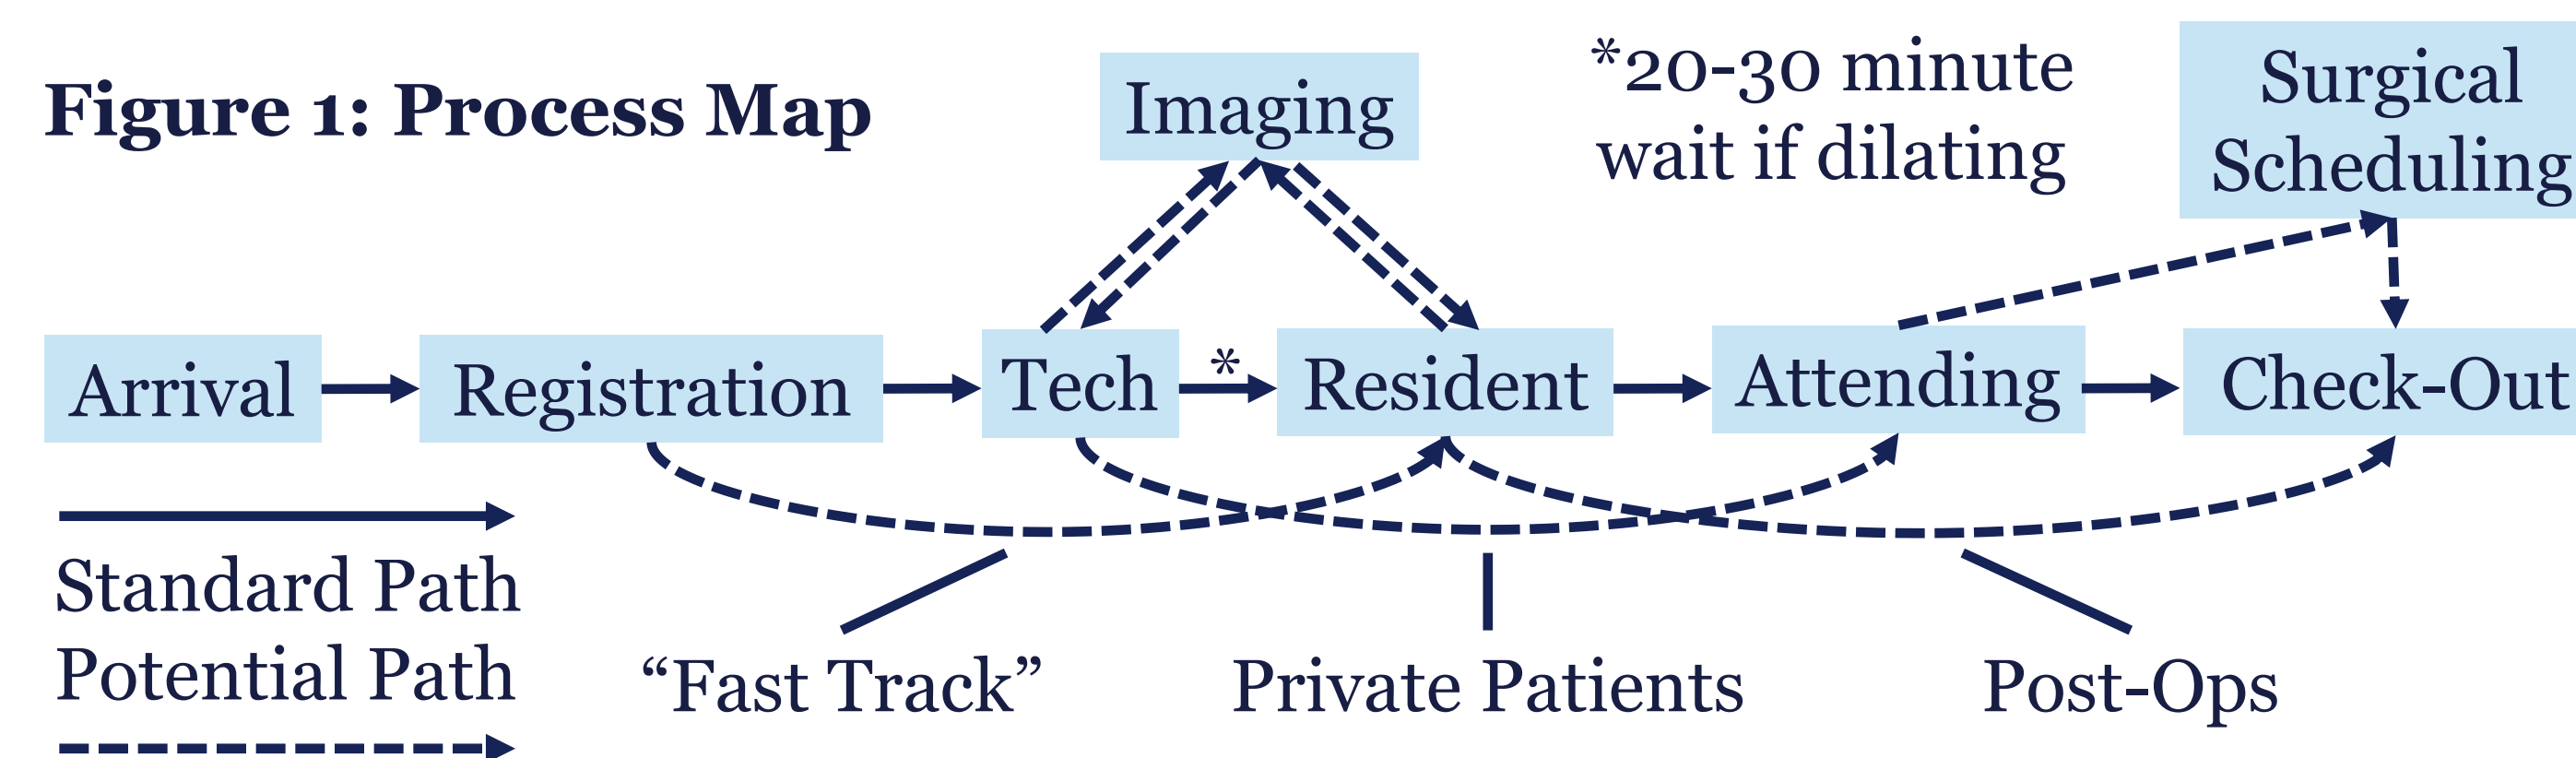 Figure 1: Process Map
Imaging
*20-30 minute
wait if dilating
Surgical
Scheduling
Arrival
Registration
Tech
*
Resident
Attending
Check-Out
Standard Path
Potential Path
“Fast Track”
Private Patients
Post-Ops